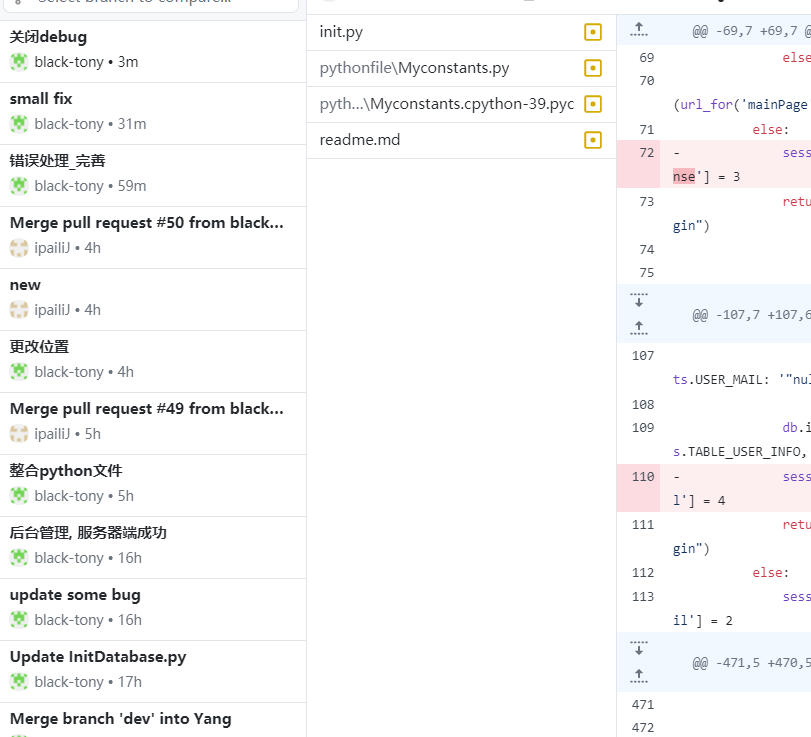 关闭debug
black-tony • 3m
small fix
black-tony • 31m
错误处理_完善
black-tony • 59m
Merge pull request #50 from black...
ipailiJ • 4h
new
ipailiJ • 4h
更改位置
black-tony • 4h
Merge pull request #49 from black...
ipailiJ • 5h
整合python文件
black-tony • 5h
后台管理, 服务器端成功
black-tony • 16h
update some bug
black-tony • 16h
Update InitDatabase.py
black-tony • 17h
Merge branch 'dev' into Yang
init.py
pythonfile\Myconstants.py
pyth...\Myconstants.cpython-39.pyc
readme.md
@@ -69,7 +69,7 @
69 else
70
(url_for('mainPage
71 else:
72 - sess
nse'] = 3
73 retu
gin")
74
75
@@ -107,7 +107,6
107
ts.USER_MAIL: '"nul
108
109 db.i
s.TABLE_USER_INFO,
110 - sess
l'] = 4
111 retu
gin")
112 else:
113 sess
il'] = 2
@@ -471,5 +470,5
471
472